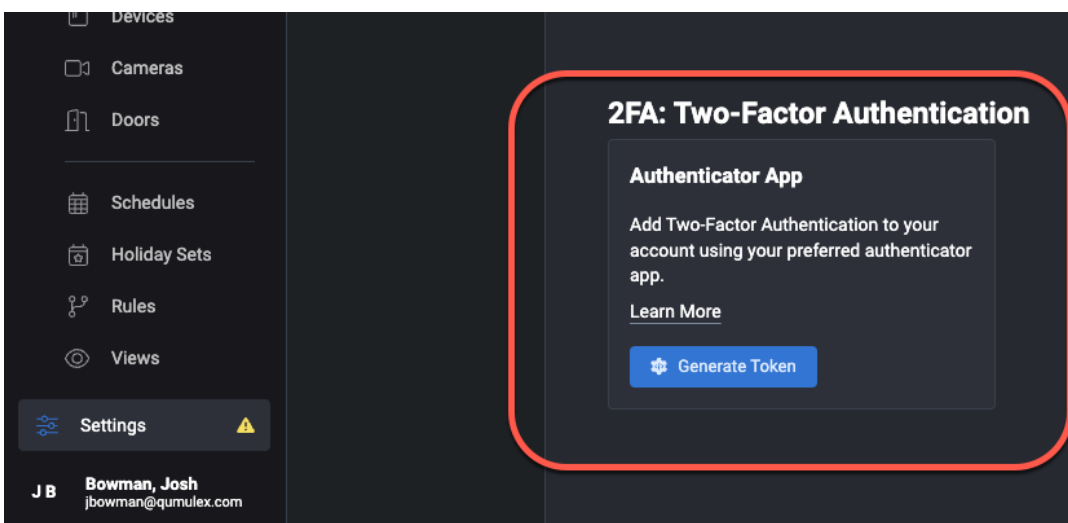 Devices
Cameras
Doors
Schedules
Holiday Sets
Rules
Views
Settings
J B
Bowman, Josh
jbowman@qumulex.com
2FA: Two-Factor Authentication
Authenticator App
Add Two-Factor Authentication to your
account using your preferred authenticator
app.
Learn More
Generate Token